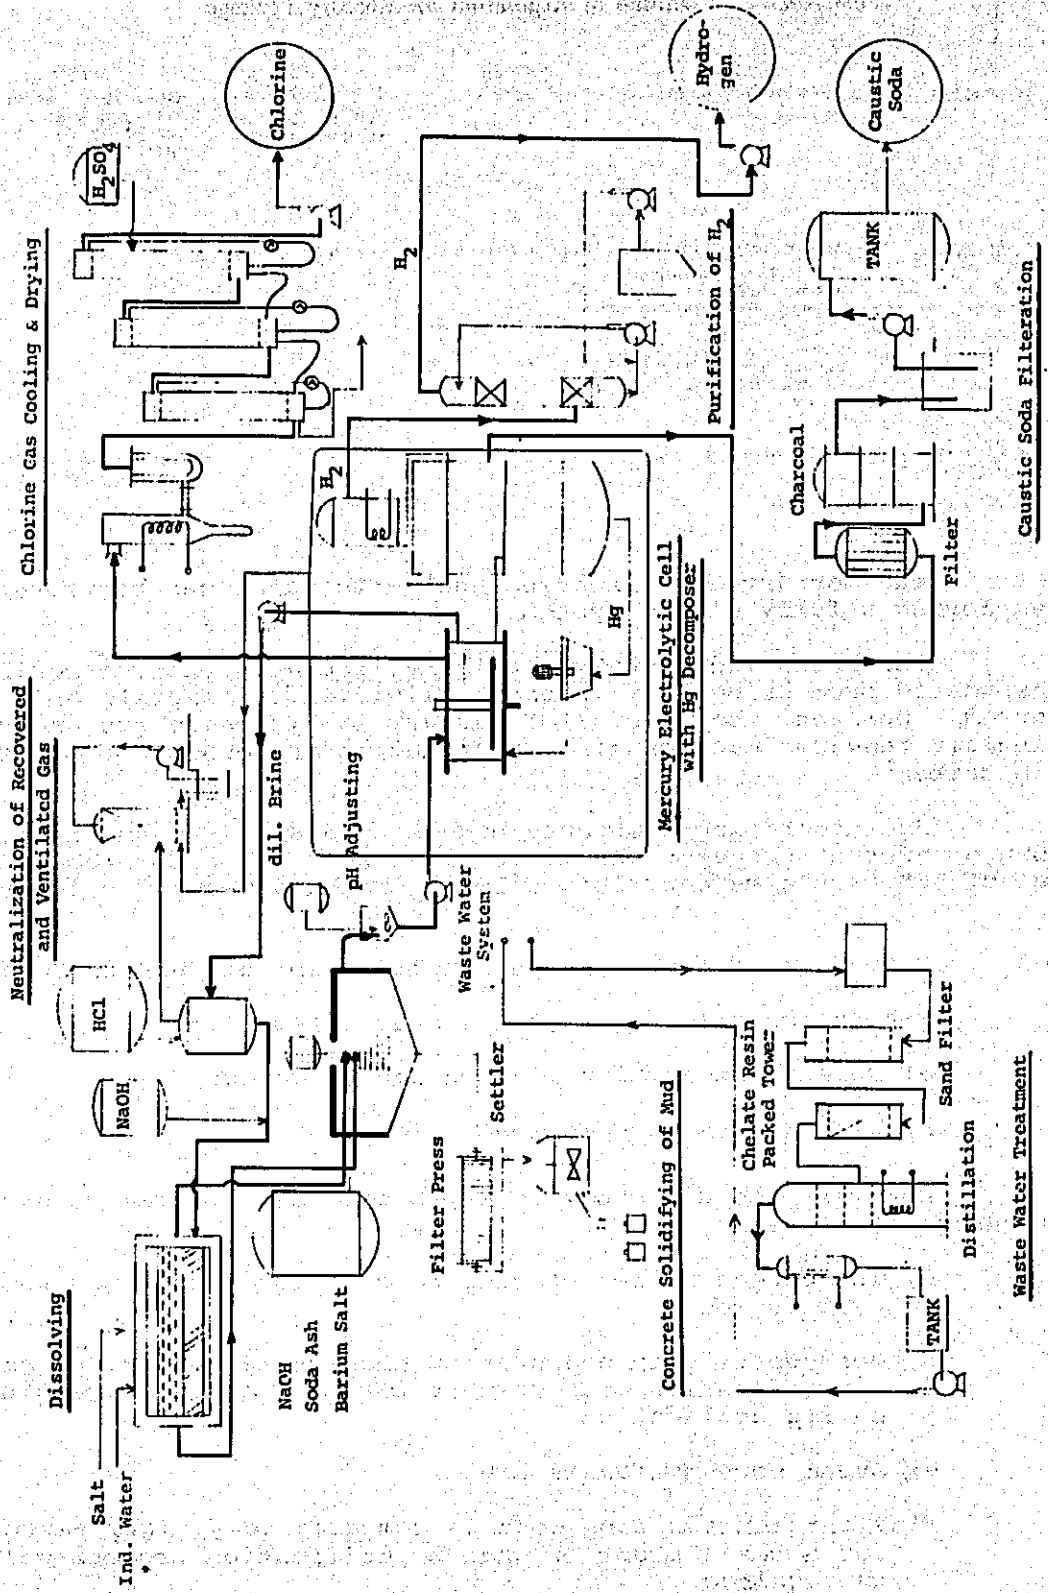 Salt
Ind. Water
Dissolving
NaOH
HCl
Neutralization of Recovered
and Ventilated Gas
dil. Brine
Chlorine Gas Cooling & Drying
H2SO4
Chlorine
NaOH
Soda Ash
Barium Salt
Settler
pH Adjusting
H2
Hg
Mercury Electrolytic Cell
with Hg Decomposer
H2
Purification of H2
Hydro-
gen
Filter Press
Concrete Solidifying of Mud
Waste Water
System
Chelate Resin
Packed Tower
Sand Filter
Distillation
TANK
Waste Water Treatment
Charcoal
Filter
TANK
Caustic
Soda
Caustic Soda Filteration